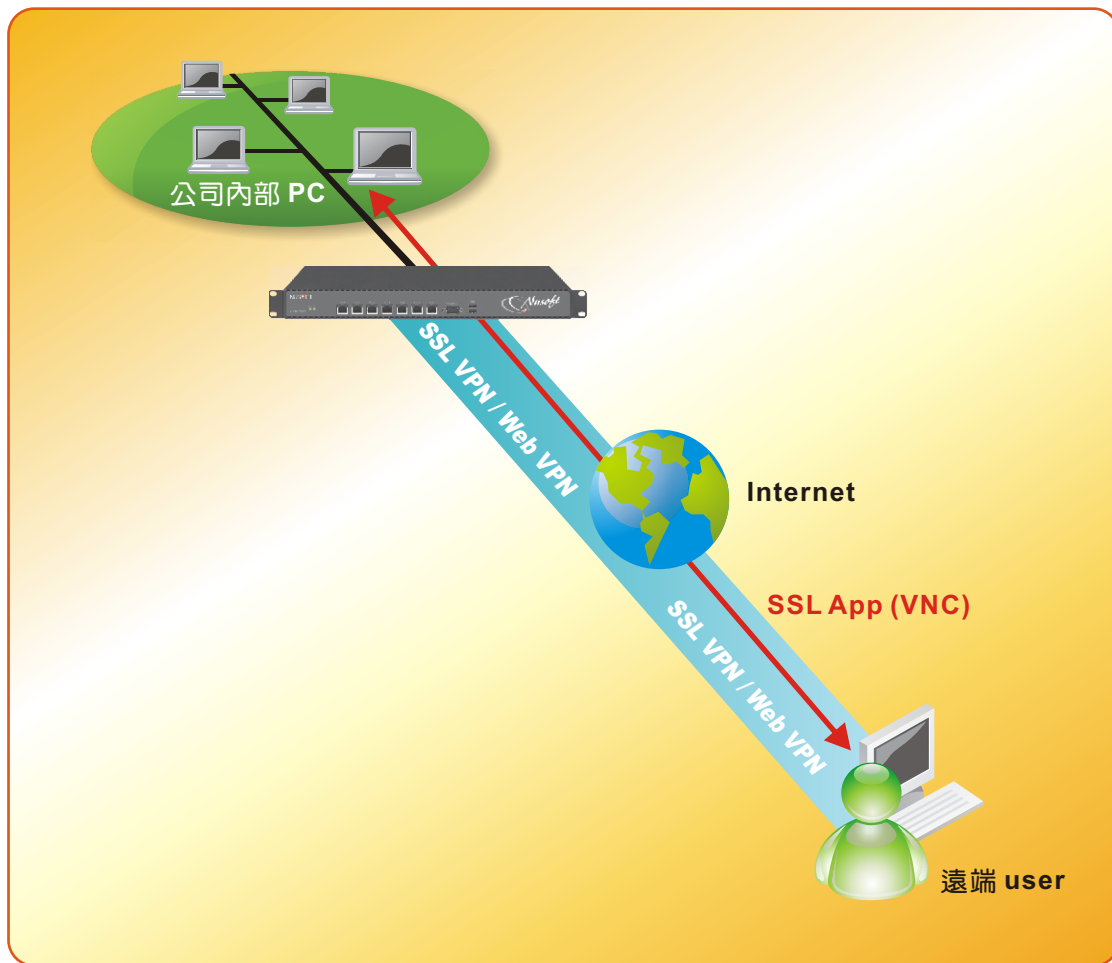 公司內部 PC
Nusoft
SSL VPN / Web VPN
Internet
SSL App (VNC)
SSL VPN / Web VPN
遠端 user